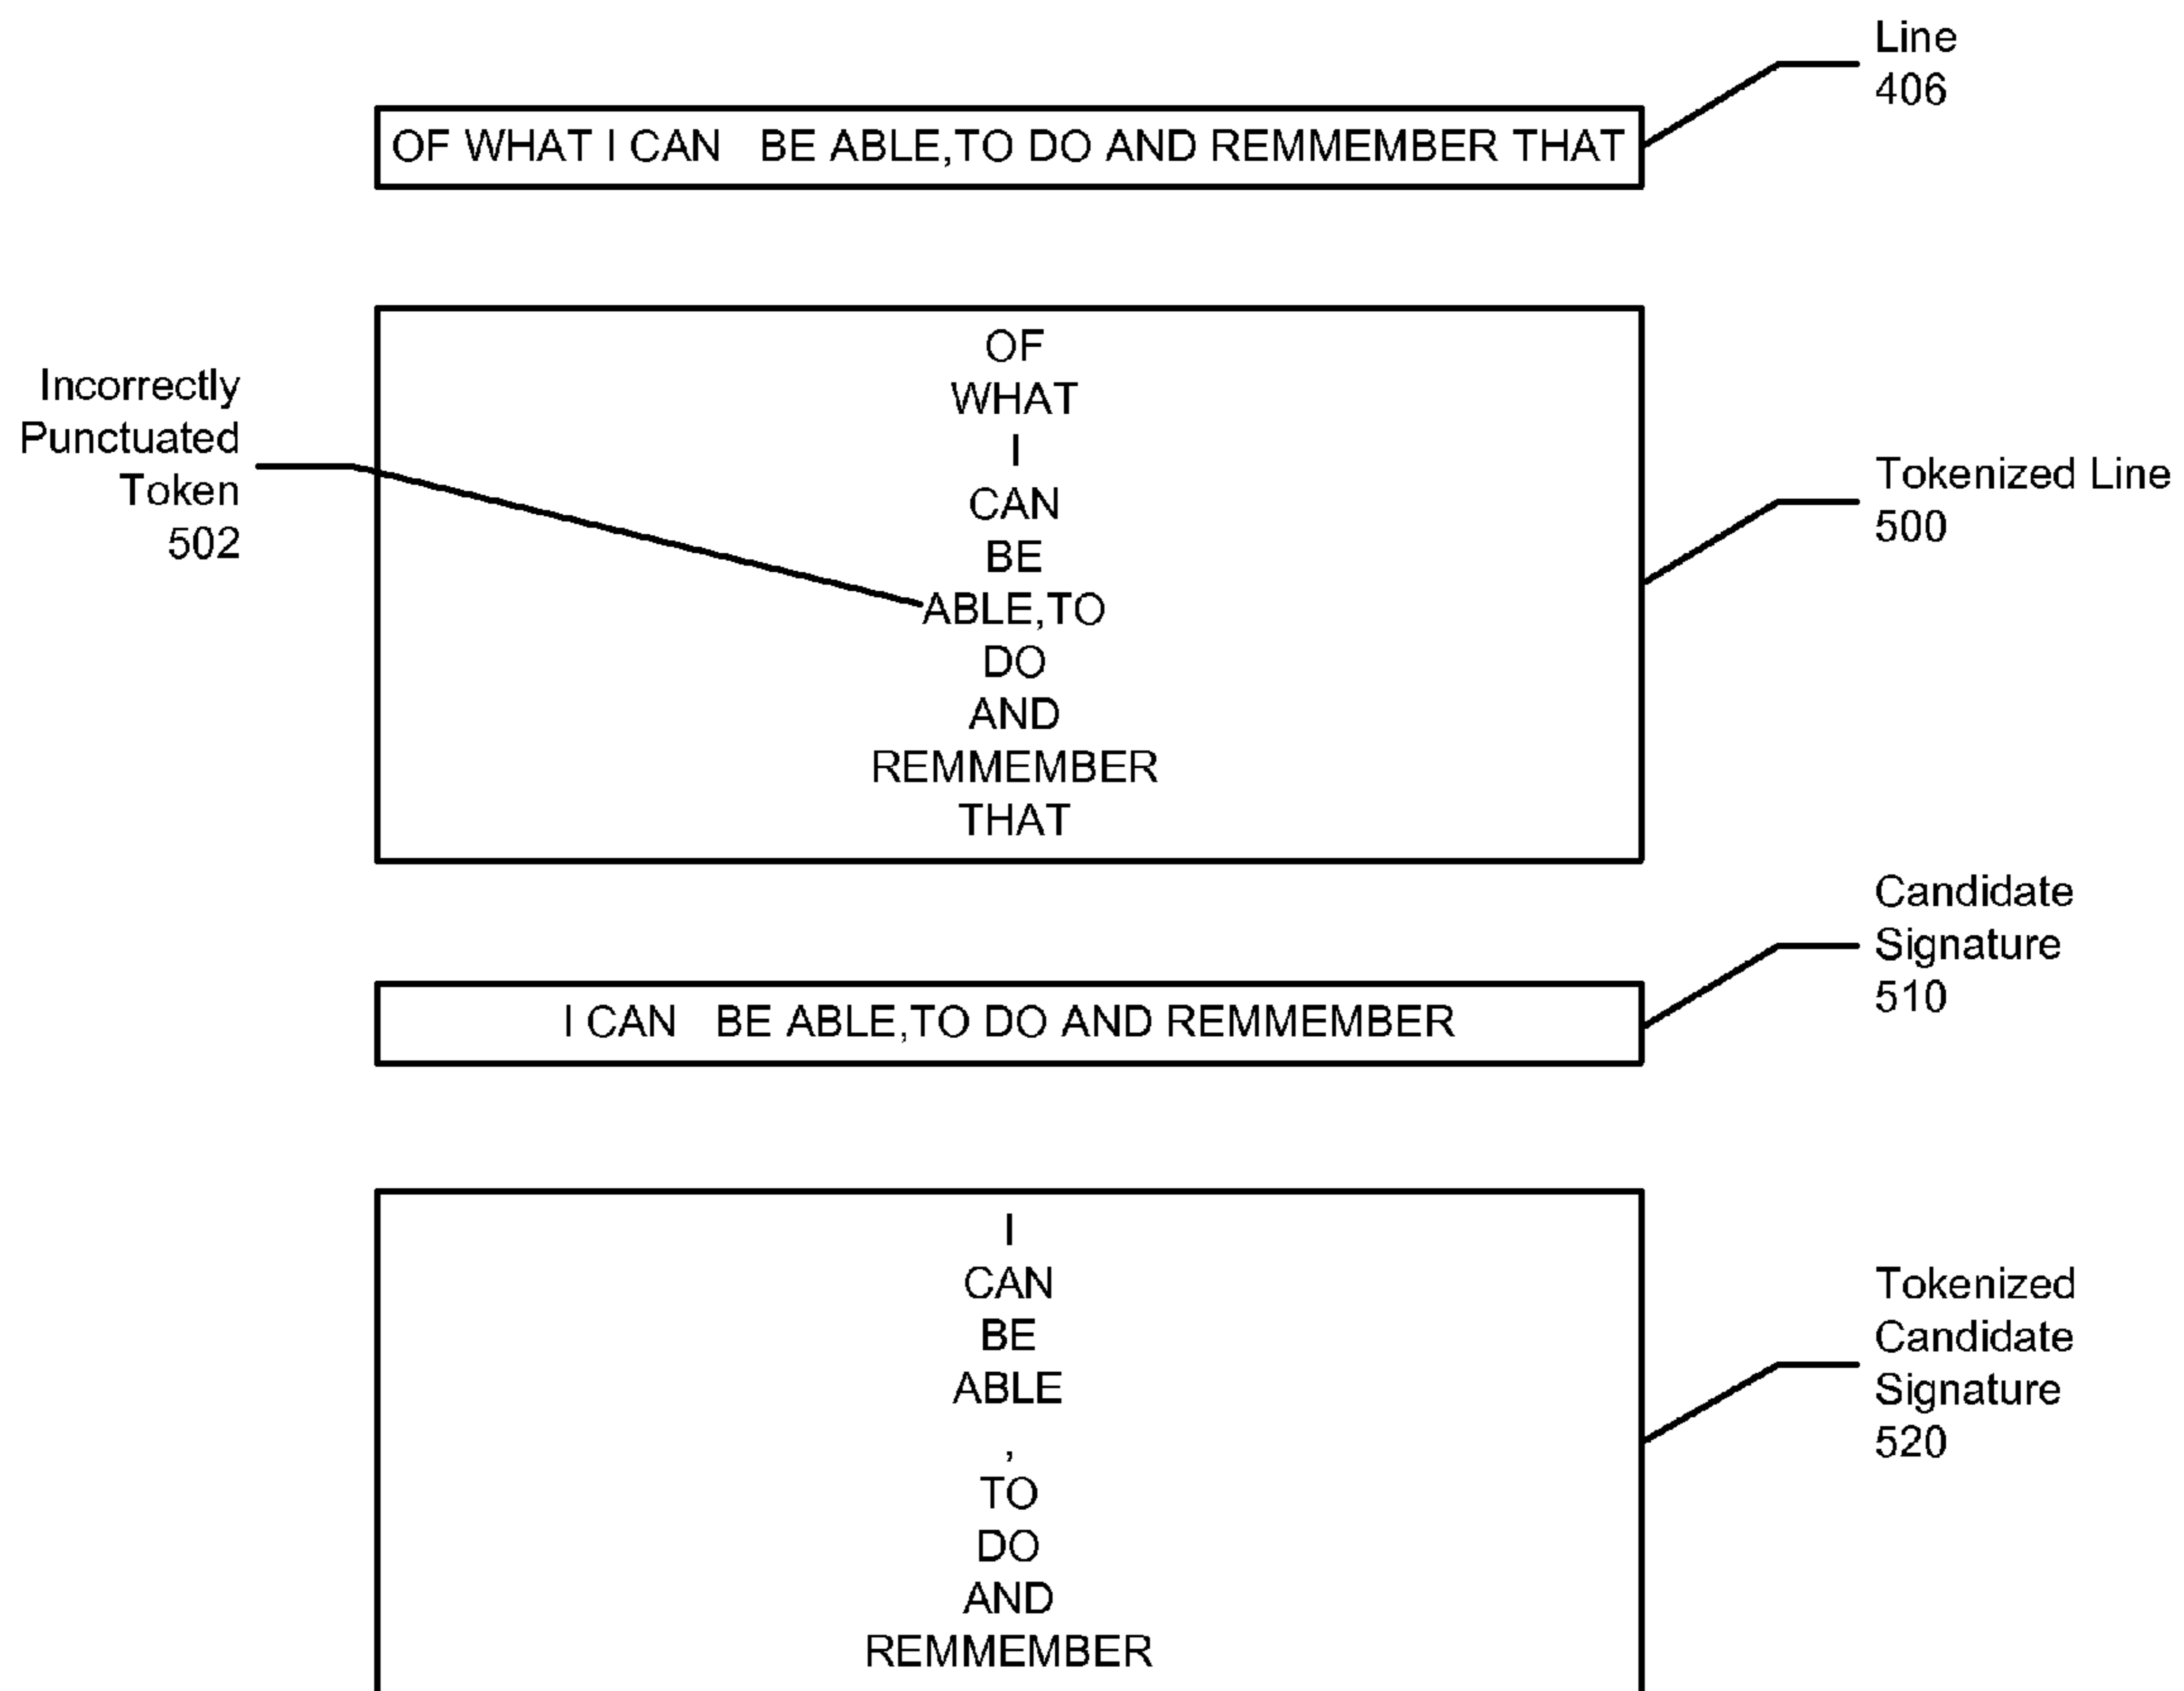 Line
406
OF WHAT I CAN   BE ABLE,TO DO AND REMMEMBER THAT
Incorrectly
Punctuated
Token
502
OF
WHAT
I
CAN
BE
ABLE,TO
DO
AND
REMMEMBER
THAT
Tokenized Line
500
Candidate
Signature
510
I CAN   BE ABLE,TO DO AND REMMEMBER
I
CAN
BE
ABLE
,
TO
DO
AND
REMMEMBER
Tokenized
Candidate
Signature
520